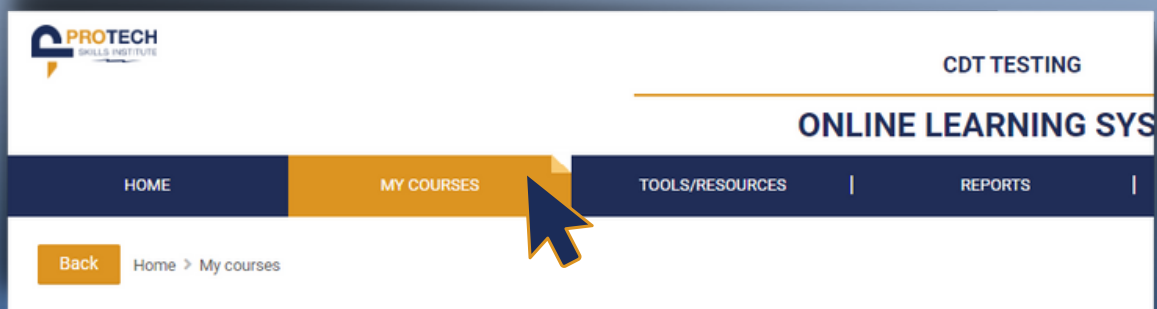 PROTECH
SKILLS INSTITUTE
CDT TESTING
ONLINE LEARNING SYS
HOME
MY COURSES
TOOLS/RESOURCES | REPORTS |
Back
Home > My courses